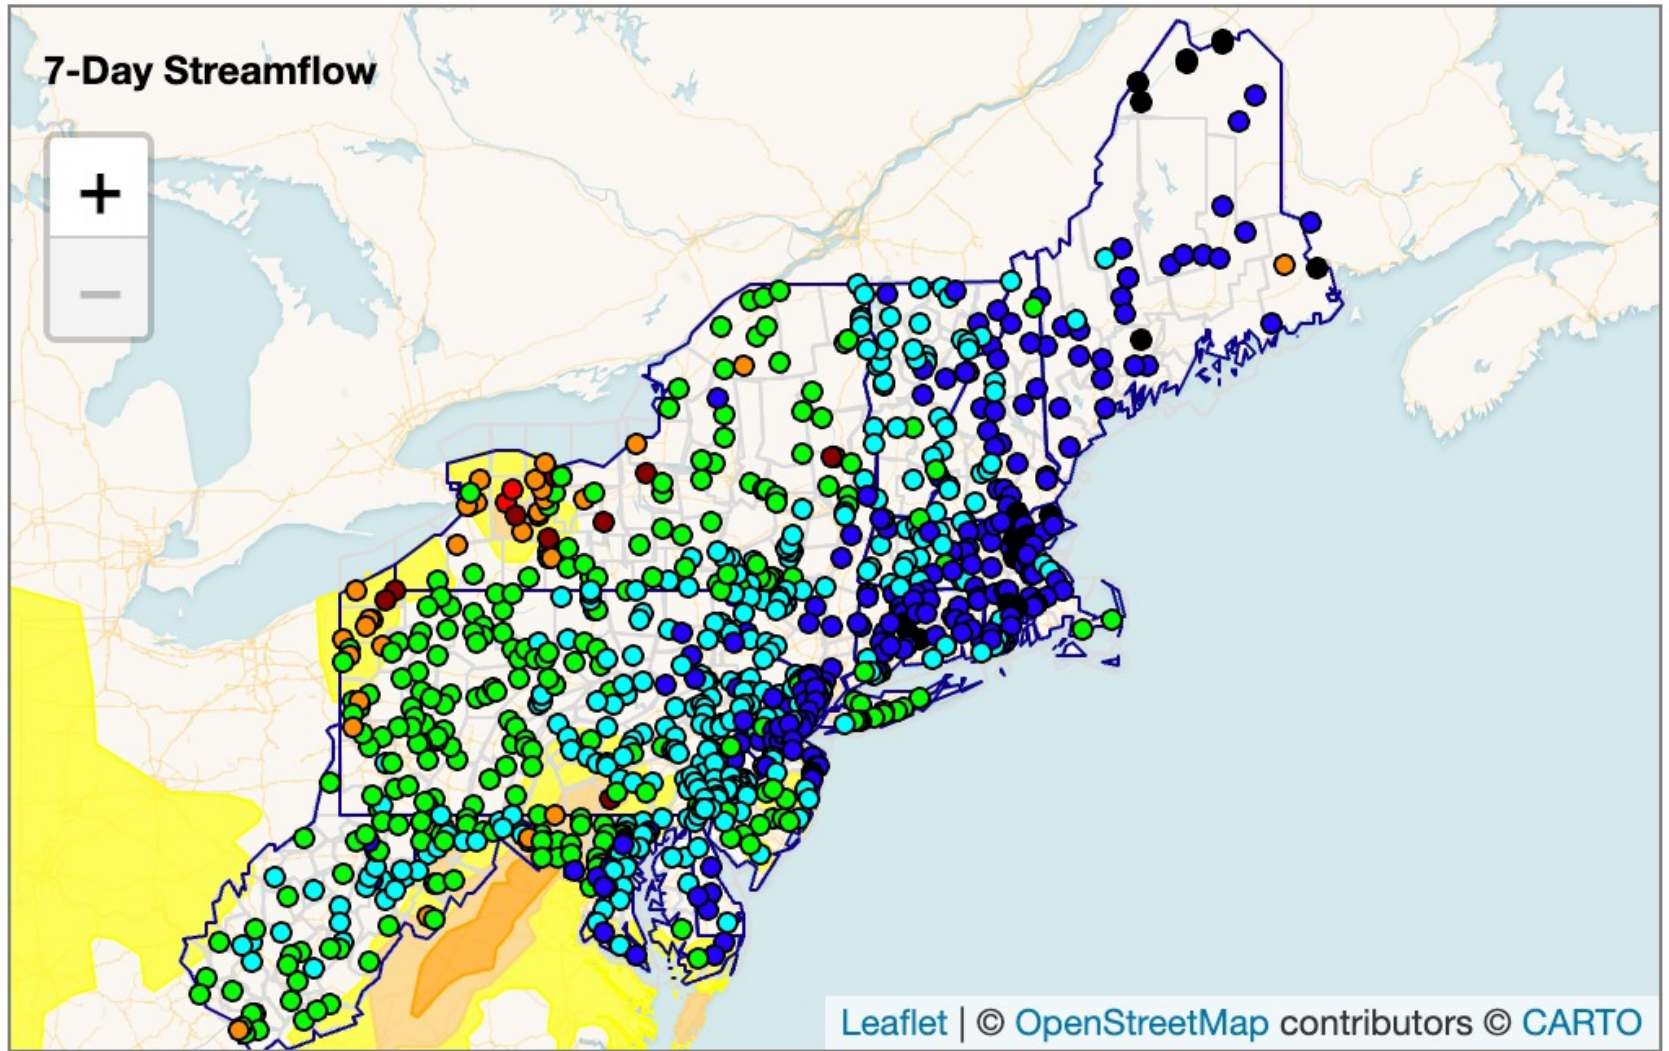 7-Day Streamflow
+
−
Leaflet | © OpenStreetMap contributors © CARTO